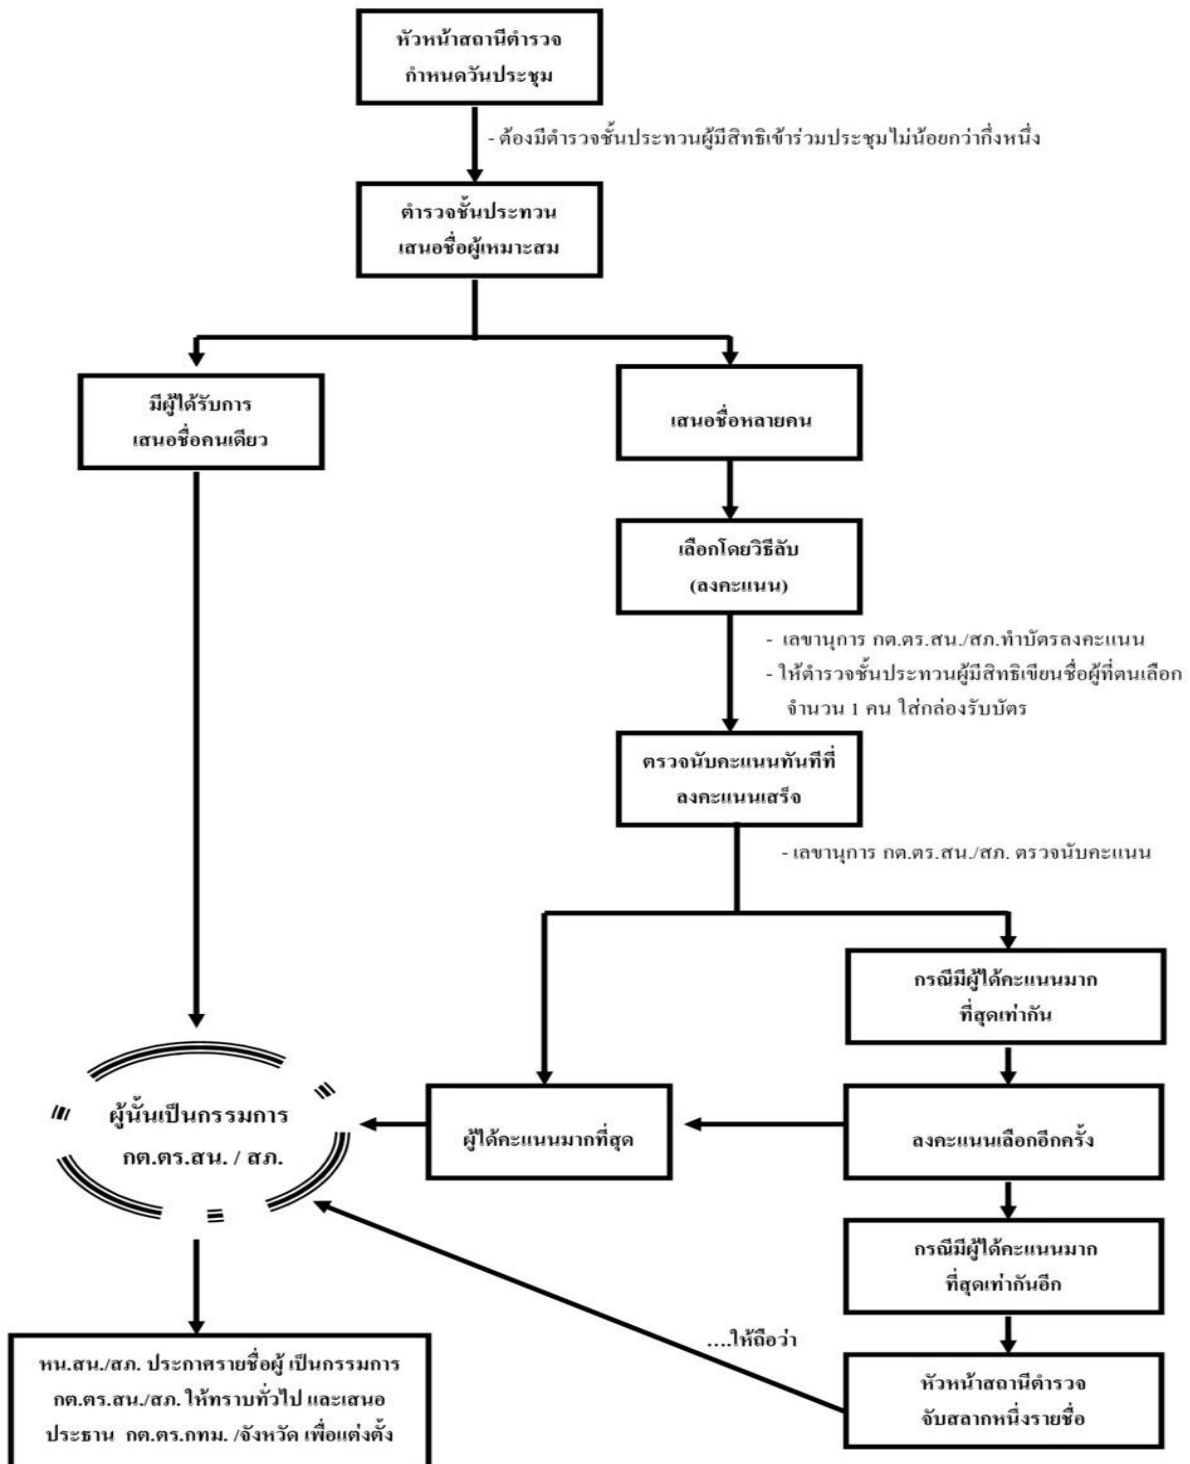 หัวหน้าสถานีตำรวจ
กำหนดวันประชุม
- ต้องมีตำรวจชั้นประทวนผู้มีสิทธิเข้าร่วมประชุมไม่น้อยกว่ากึ่งหนึ่ง
ตำรวจชั้นประทวน
เสนอชื่อผู้เหมาะสม
มีผู้ได้รับการ
เสนอชื่อคนเดียว
เสนอชื่อหลายคน
เลือกโดยวิธีลับ
(ลงคะแนน)
- เลขานุการ กต.ตร.สน./สภ.ทำบัตรลงคะแนน
- ให้ตำรวจชั้นประทวนผู้มีสิทธิเขียนชื่อผู้ที่ตนเลือก
จำนวน 1 คน ใส่กล่องรับบัตร
ตรวจนับคะแนนทันทีที่
ลงคะแนนเสร็จ
- เลขานุการ กต.ตร.สน./สภ. ตรวจนับคะแนน
กรณีมีผู้ได้คะแนนมาก
ที่สุดเท่ากัน
ผู้นั้นเป็นกรรมการ
กต.ตร.สน. / สภ.
ผู้ได้คะแนนมากที่สุด
ลงคะแนนเลือกอีกครั้ง
กรณีมีผู้ได้คะแนนมาก
ที่สุดเท่ากันอีก
....ให้ถือว่า
หัวหน้าสถานีตำรวจ
จับสลากหนึ่งรายชื่อ
หน.สน./สภ. ประกาศรายชื่อผู้ เป็นกรรมการ
กต.ตร.สน./สภ. ให้ทราบทั่วไป และเสนอ
ประธาน กต.ตร.กทม. /จังหวัด เพื่อแต่งตั้ง